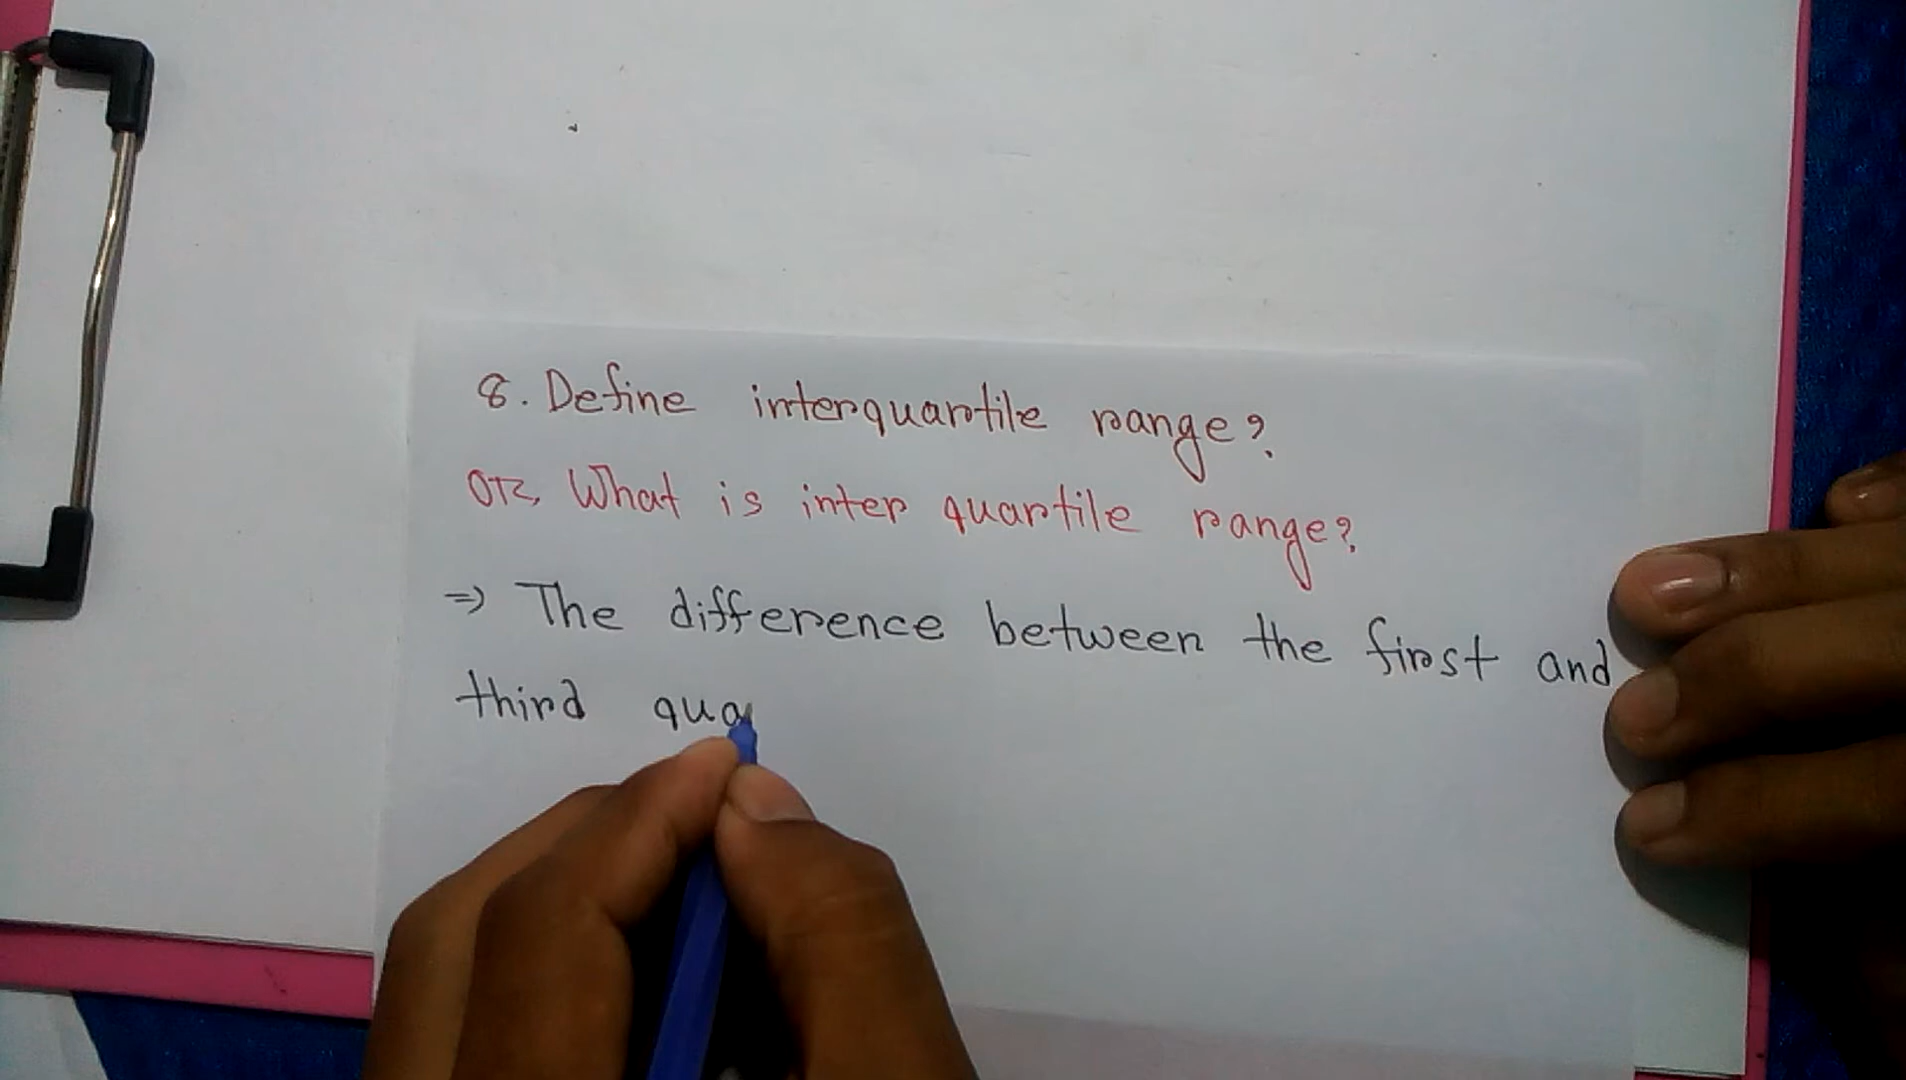 8. Define interquartile range?
OR, What is inter quartile range?
⇒ The difference between the first and
third qua